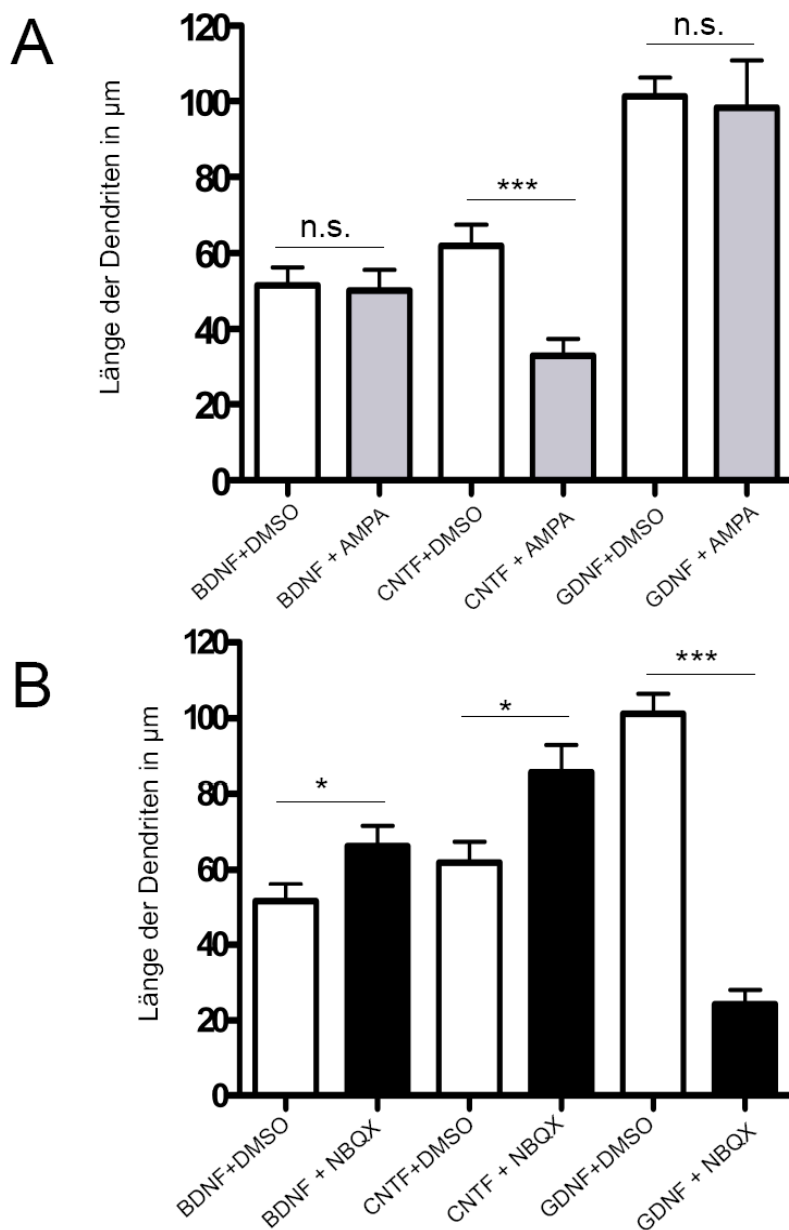 A
Länge der Dendriten in µm
120
100
80
60
40
20
0
n.s.
***
n.s.
BDNF+DMSO
BDNF + AMPA
CNTF+DMSO
CNTF + AMPA
GDNF+DMSO
GDNF + AMPA
B
Länge der Dendriten in µm
120
100
80
60
40
20
0
*
*
***
BDNF+DMSO
BDNF + NBQX
CNTF+DMSO
CNTF + NBQX
GDNF+DMSO
GDNF + NBQX